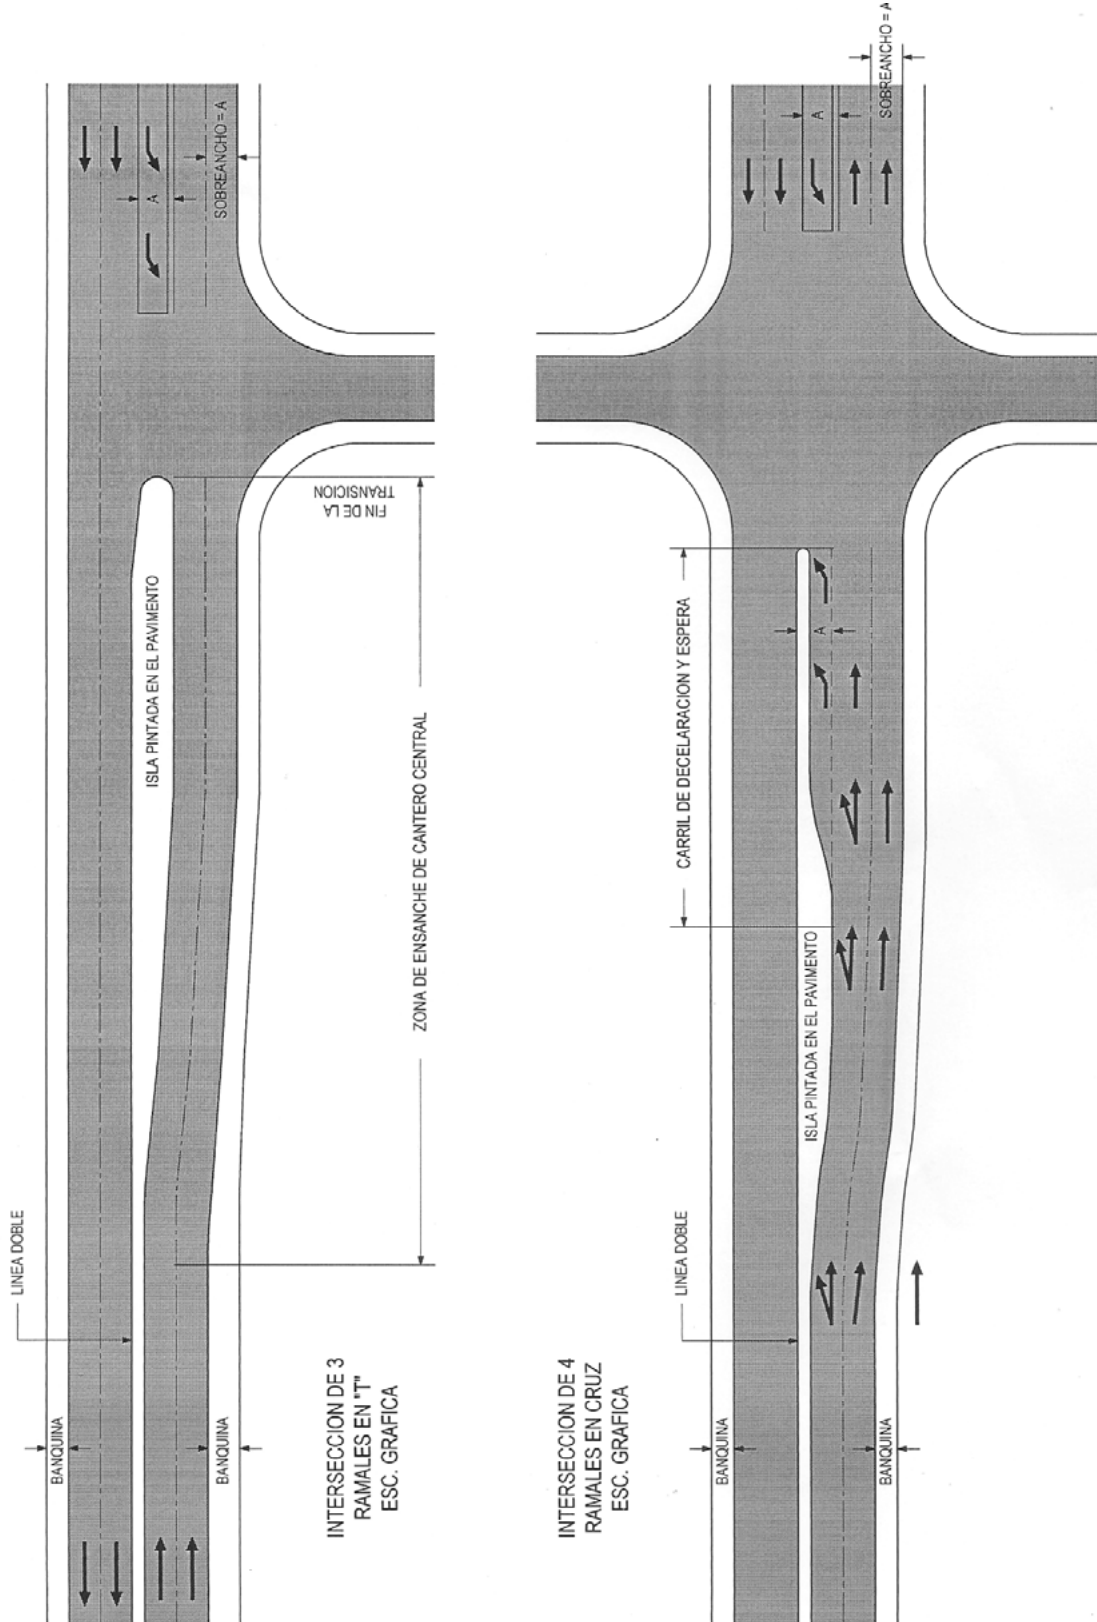 SOBREANCHO = A
A
LINEA DOBLE
BANQUINA
ISLA PINTADA EN EL PAVIMENTO
FIN DE LA
TRANSICION
ZONA DE ENSANCHE DE CANTERO CENTRAL
BANQUINA
INTERSECCION DE 3
RAMALES EN "T"
ESC. GRAFICA
SOBREANCHO = A
A
A
CARRIL DE DECELARACION Y ESPERA
ISLA PINTADA EN EL PAVIMENTO
LINEA DOBLE
BANQUINA
BANQUINA
INTERSECCION DE 4
RAMALES EN CRUZ
ESC. GRAFICA